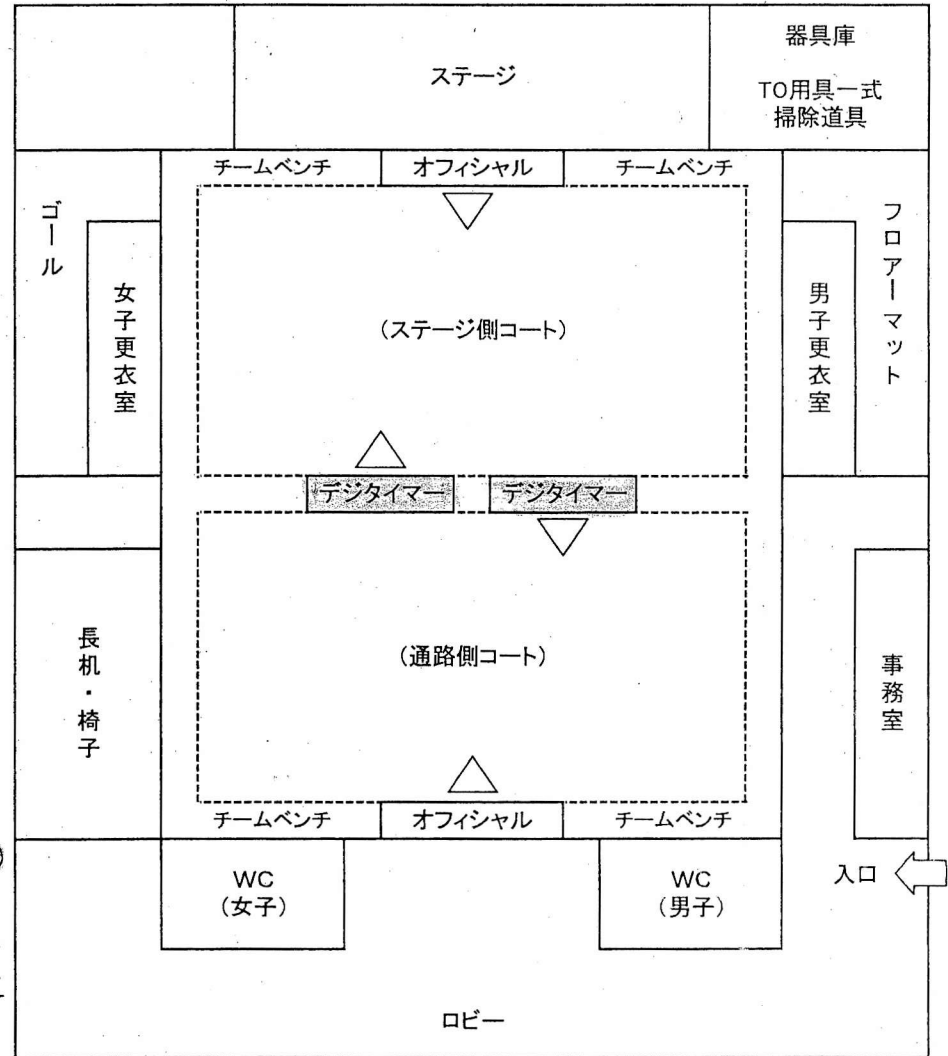 ステージ
器具庫
TO用具一式
掃除道具
チームベンチ
オフィシャル
チームベンチ
ゴール
女子更衣室
(ステージ側コート)
男子更衣室
フロアーマット
デジタイマー
デジタイマー
長机・椅子
(通路側コート)
事務室
チームベンチ
オフィシャル
チームベンチ
WC
(女子)
WC
(男子)
入口
ロビー